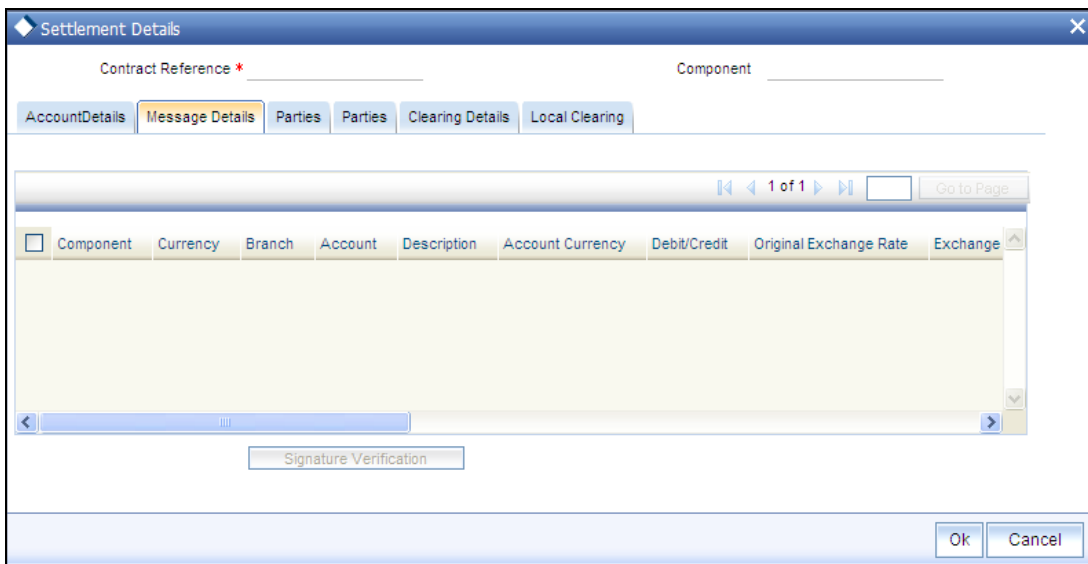 Settlement Details
Contract Reference * Component
AccountDetails Message Details Parties Parties Clearing Details Local Clearing
1 of 1 Go to Page
Component Currency Branch Account Description Account Currency Debit/Credit Original Exchange Rate Exchange
Signature Verification
Ok Cancel